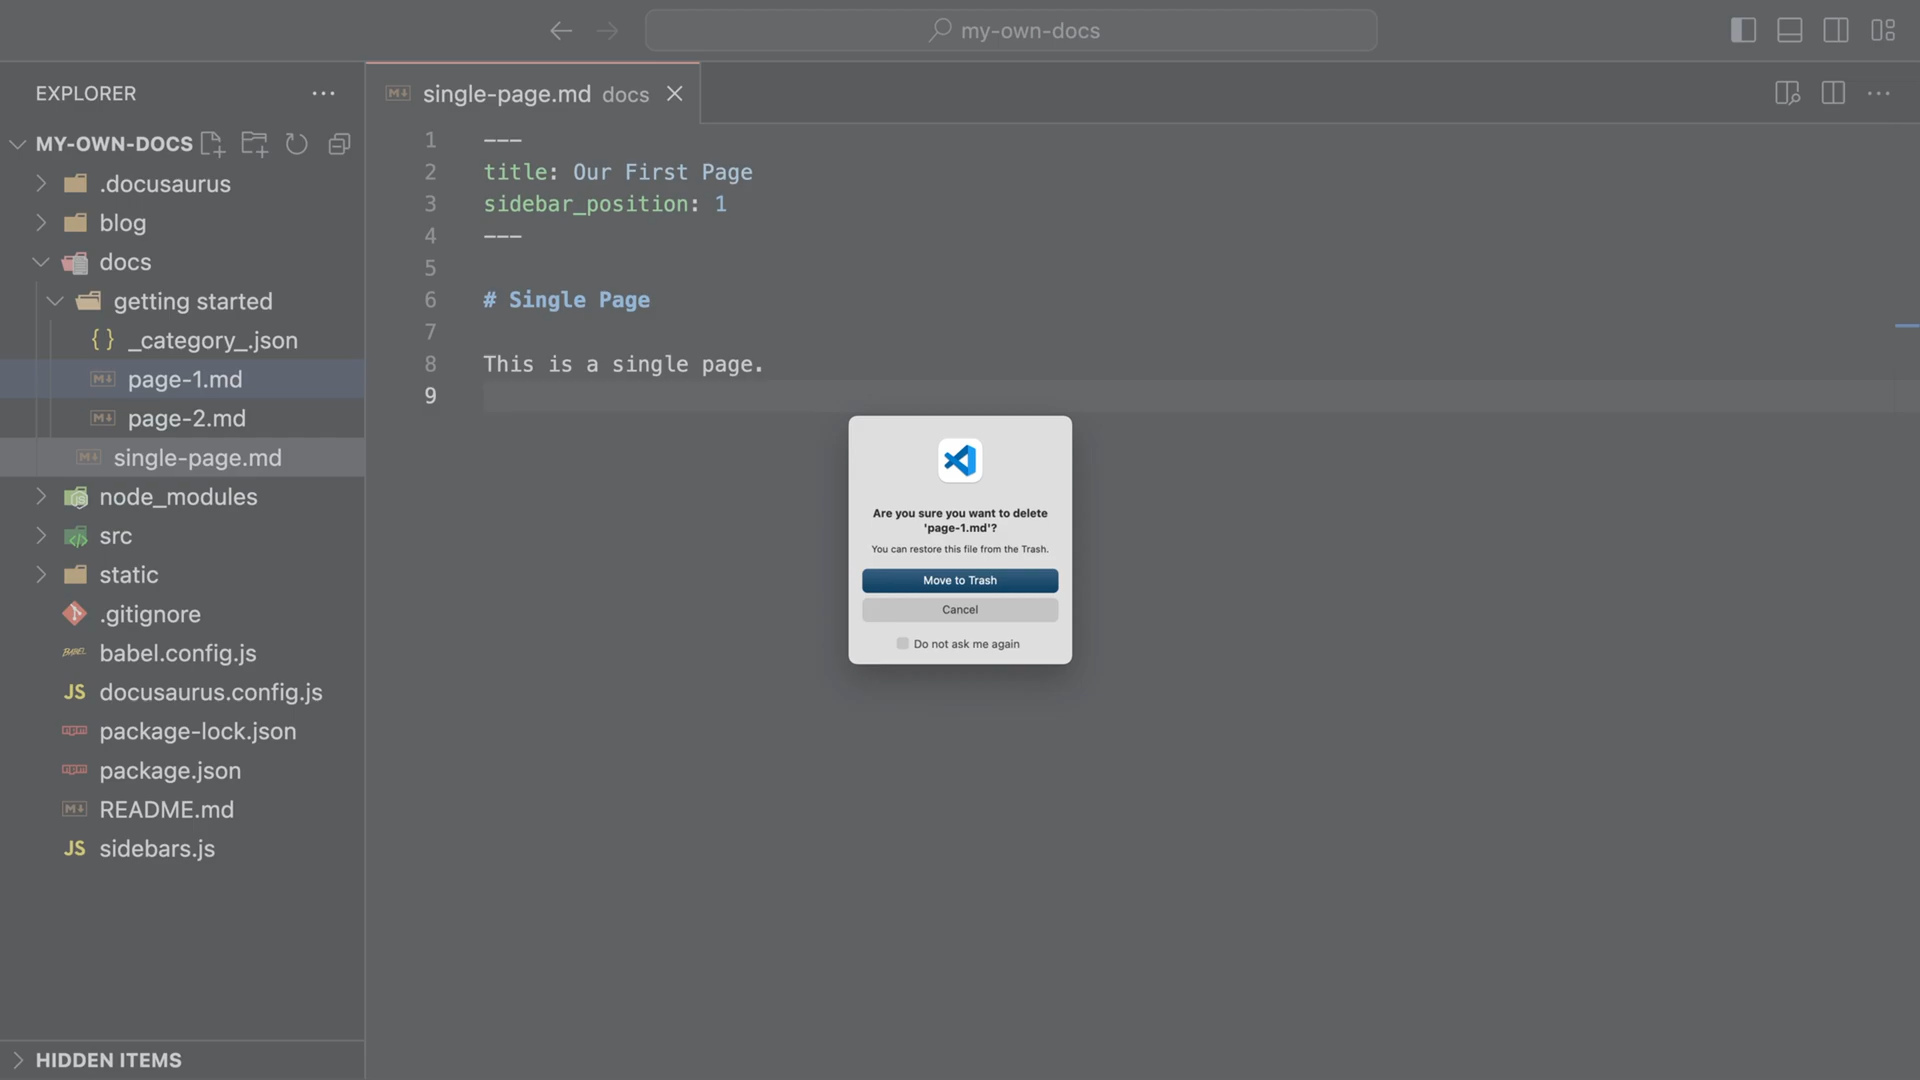 my-own-docs
EXPLORER
single-page.md docs
MY-OWN-DOCS
.docusaurus
blog
docs
getting started
{ } _category_.json
page-1.md
page-2.md
single-page.md
node_modules
src
static
.gitignore
BABEL babel.config.js
JS docusaurus.config.js
package-lock.json
package.json
README.md
JS sidebars.js
HIDDEN ITEMS
1 ---
2 title: Our First Page
3 sidebar_position: 1
4 ---
5
6 # Single Page
7
8 This is a single page.
9
Are you sure you want to delete
'page-1.md'?
You can restore this file from the Trash.
Move to Trash
Cancel
Do not ask me again